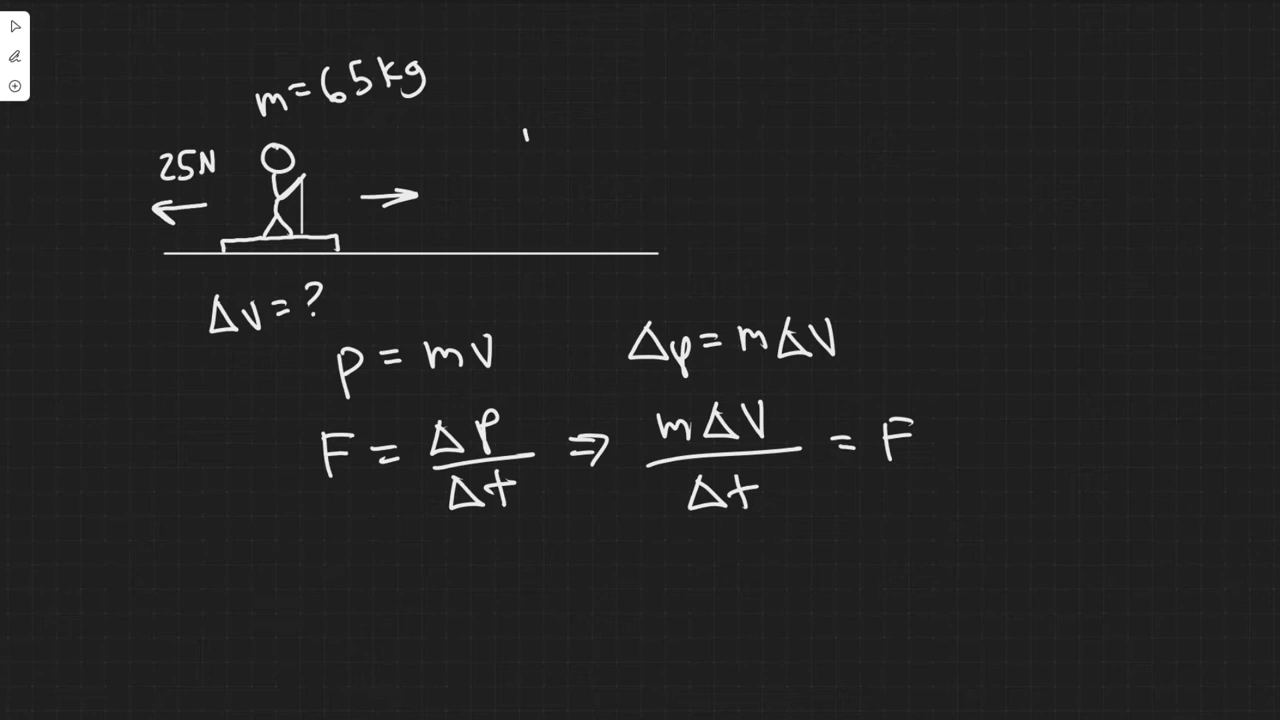 m=65kg
25N
Δv=?
p=mv
Δp=mΔV
F=Δp/Δt ⇒ mΔV/Δt = F